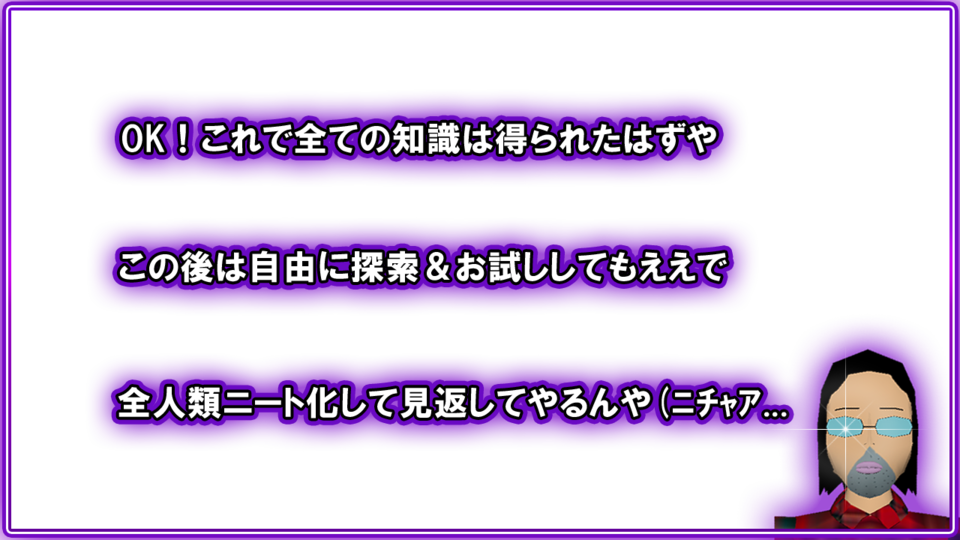 OK！これで全ての知識は得られたはずや
この後は自由に探索＆お試ししてもええで
全人類ニート化して見返してやるんや(ニチャア...